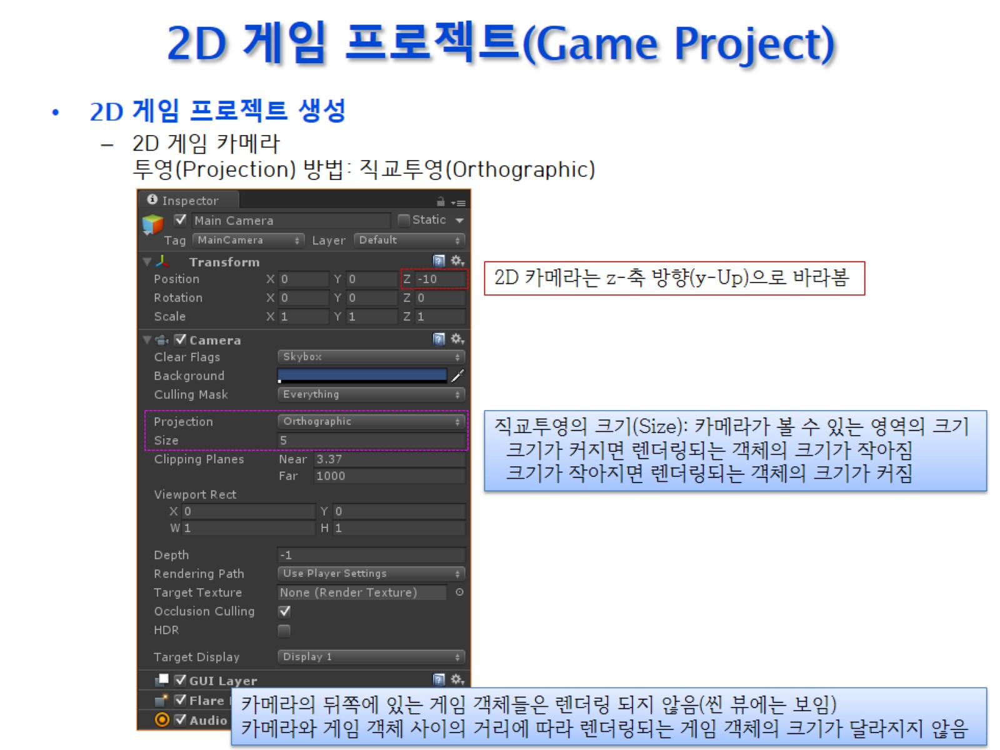 2D 게임 프로젝트(Game Project)
• 2D 게임 프로젝트 생성
– 2D 게임 카메라
투영(Projection) 방법: 직교투영(Orthographic)
Inspector
Main Camera Static
Tag MainCamera Layer Default
Transform
Position X 0 Y 0 Z -10
2D 카메라는 z-축 방향(y-Up)으로 바라봄
Rotation X 0 Y 0 Z 0
Scale X 1 Y 1 Z 1
Camera
Clear Flags Skybox
Background
Culling Mask Everything
Projection Orthographic
Size 5
직교투영의 크기(Size): 카메라가 볼 수 있는 영역의 크기
크기가 커지면 렌더링되는 객체의 크기가 작아짐
크기가 작아지면 렌더링되는 객체의 크기가 커짐
Clipping Planes Near 3.37
Far 1000
Viewport Rect
X 0 Y 0
W 1 H 1
Depth -1
Rendering Path Use Player Settings
Target Texture None (Render Texture)
Occlusion Culling
HDR
Target Display Display 1
GUI Layer
Flare
Audio
카메라의 뒤쪽에 있는 게임 객체들은 렌더링 되지 않음(씬 뷰에는 보임)
카메라와 게임 객체 사이의 거리에 따라 렌더링되는 게임 객체의 크기가 달라지지 않음